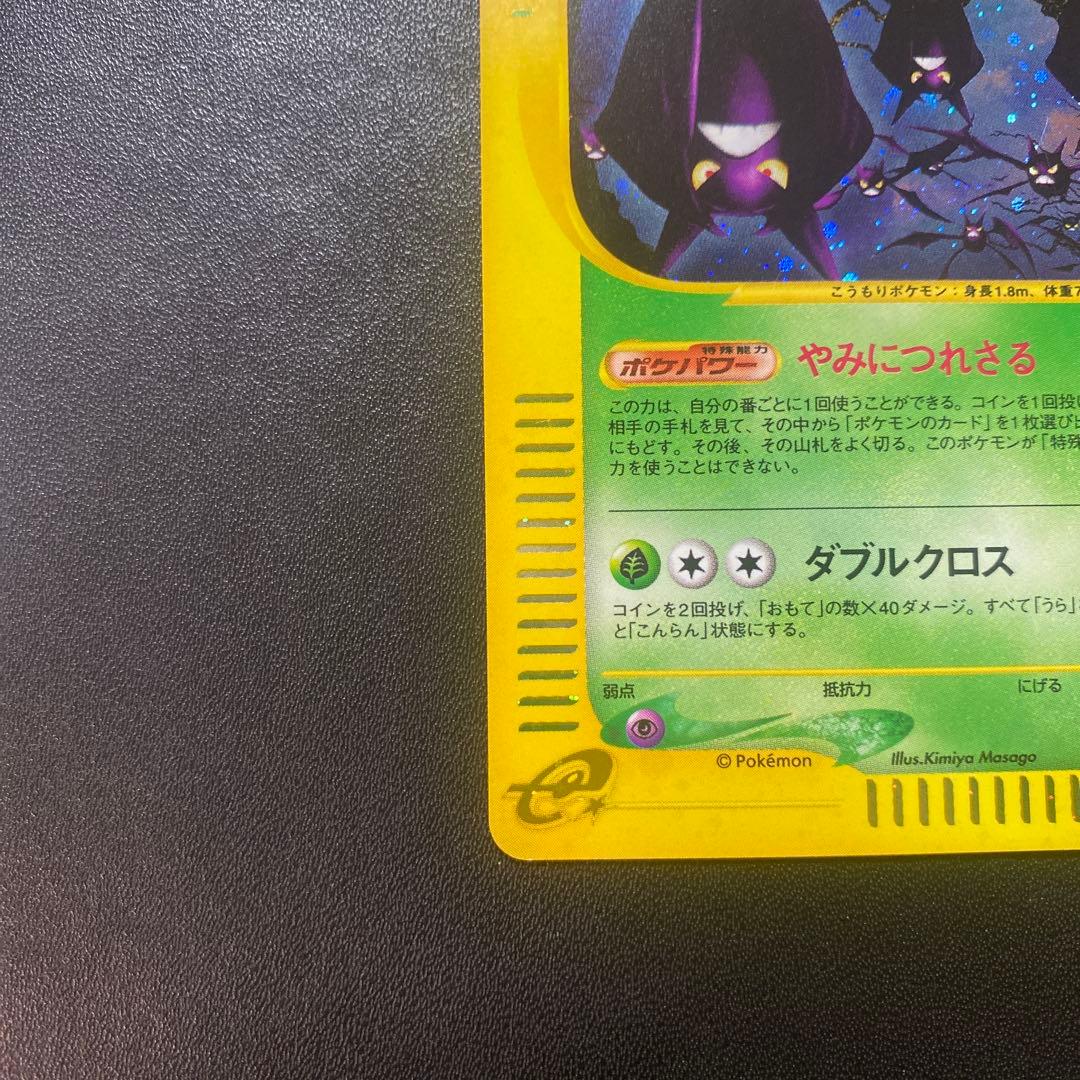 こうもりポケモン：身長1.8m、体重7
特殊能力
ポケパワー やみにつれさる
この力は、自分の番ごとに1回使うことができる。コインを1回投げ
相手の手札を見て、その中から「ポケモンのカード」を1枚選び出
にもどす。その後、その山札をよく切る。このポケモンが「特殊
力を使うことはできない。
ダブルクロス
コインを2回投げ、「おもて」の数×40ダメージ。すべて「うら」
と「こんらん」状態にする。
弱点 抵抗力 にげる
© Pokémon Illus.Kimiya Masago
e